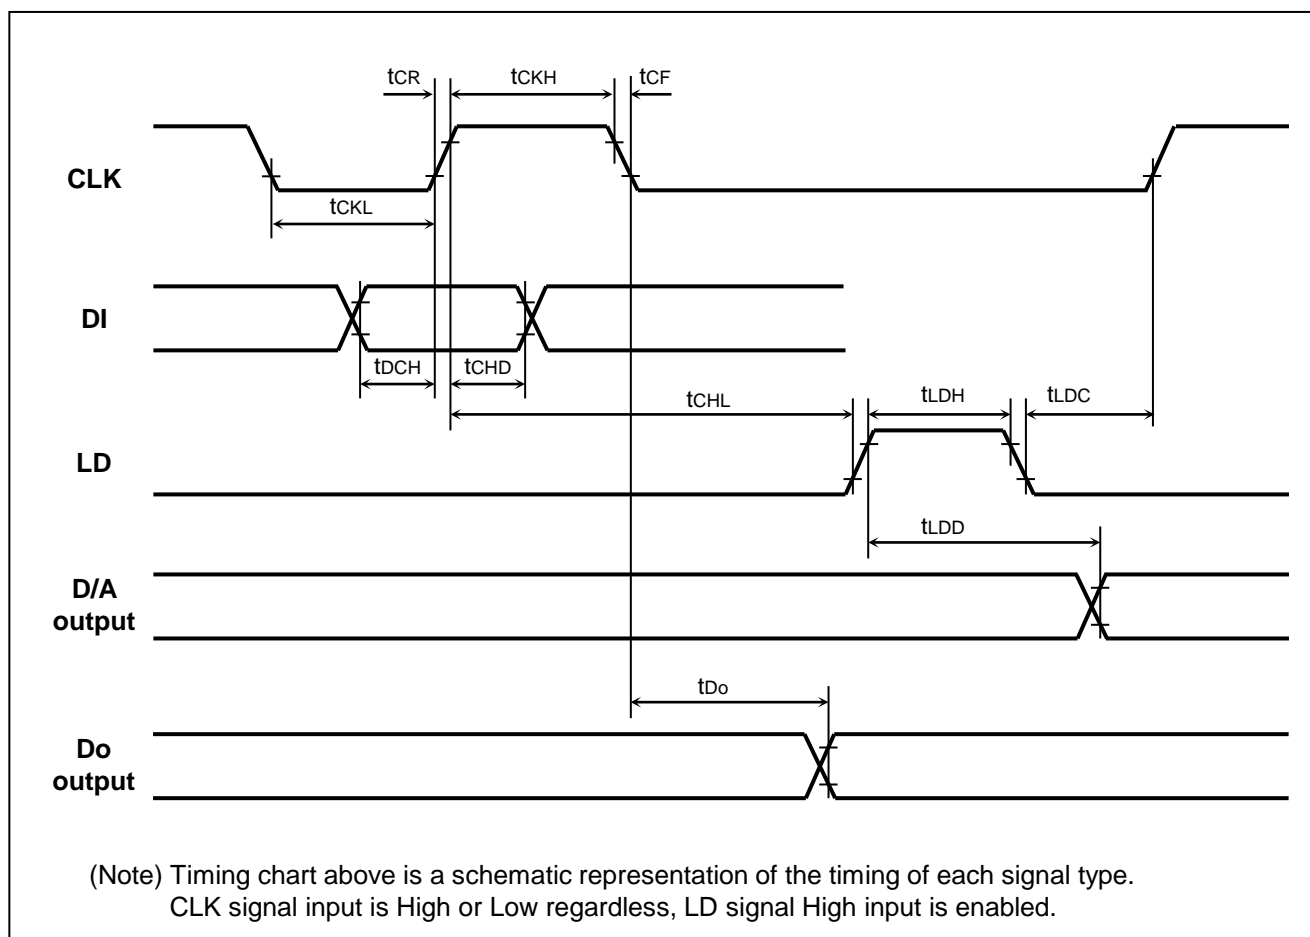 tCR
tCKH
tCF
CLK
tCKL
DI
tDCH
tCHD
tCHL
tLDH
tLDC
LD
tLDD
D/A
output
tDo
Do
output
(Note) Timing chart above is a schematic representation of the timing of each signal type.
CLK signal input is High or Low regardless, LD signal High input is enabled.